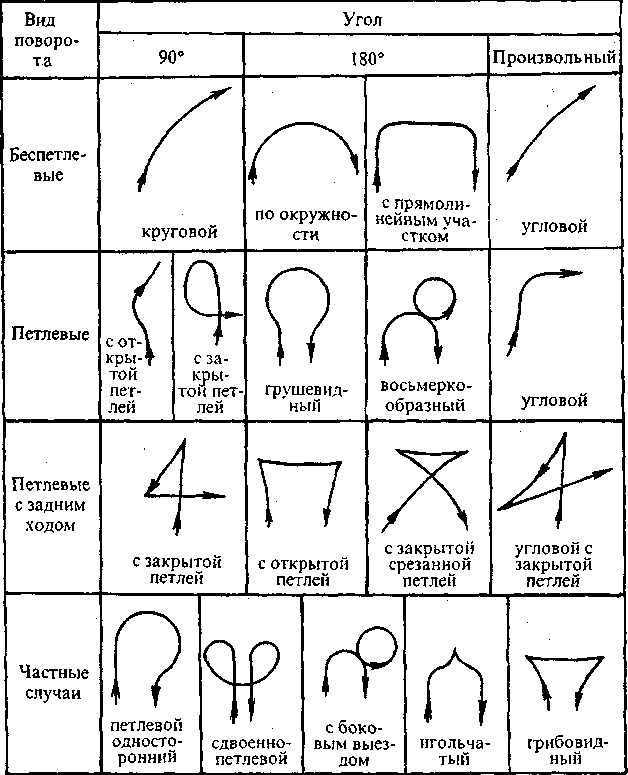 Вид
поворо-
та
Угол
90°
180°
Произвольный
Беспетле-
вые
круговой
по окружно-
сти
с прямоли-
нейным уча-
стком
угловой
Петлевые
с от-
кры-
той
пет-
лей
с за-
кры-
той пет-
лей
грушевид-
ный
восьмерко-
образный
угловой
Петлевые
с задним
ходом
с закрытой
петлей
с открытой
петлей
с закрытой
срезанной
петлей
угловой с
закрытой
петлей
Частные
случаи
петлевой
односто-
ронний
сдвоенно-
петлевой
с боко-
вым выез-
дом
игольча-
тый
грибовид-
ный